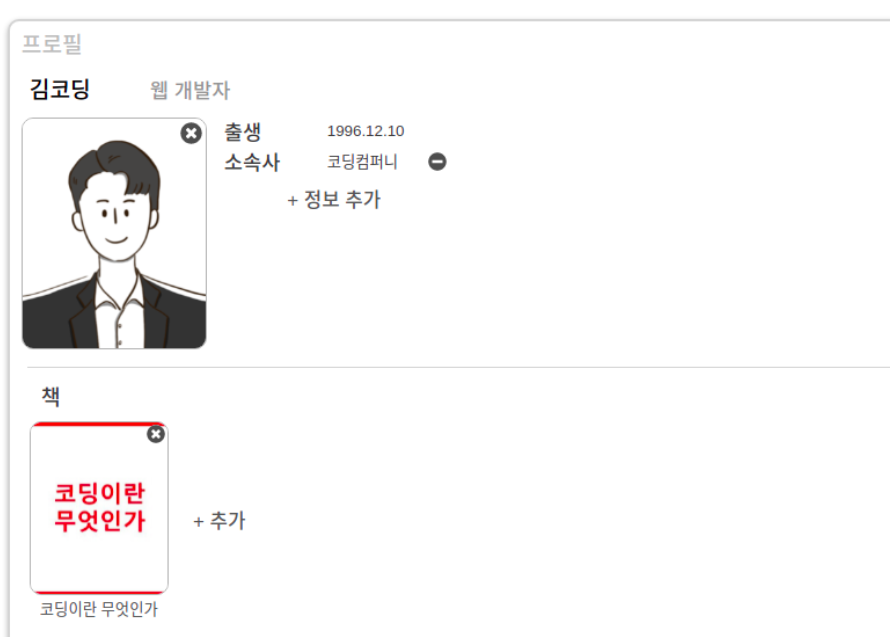 프로필
김코딩 웹 개발자
출생 1996.12.10
소속사 코딩컴퍼니
+ 정보 추가
책
코딩이란
무엇인가
+ 추가
코딩이란 무엇인가